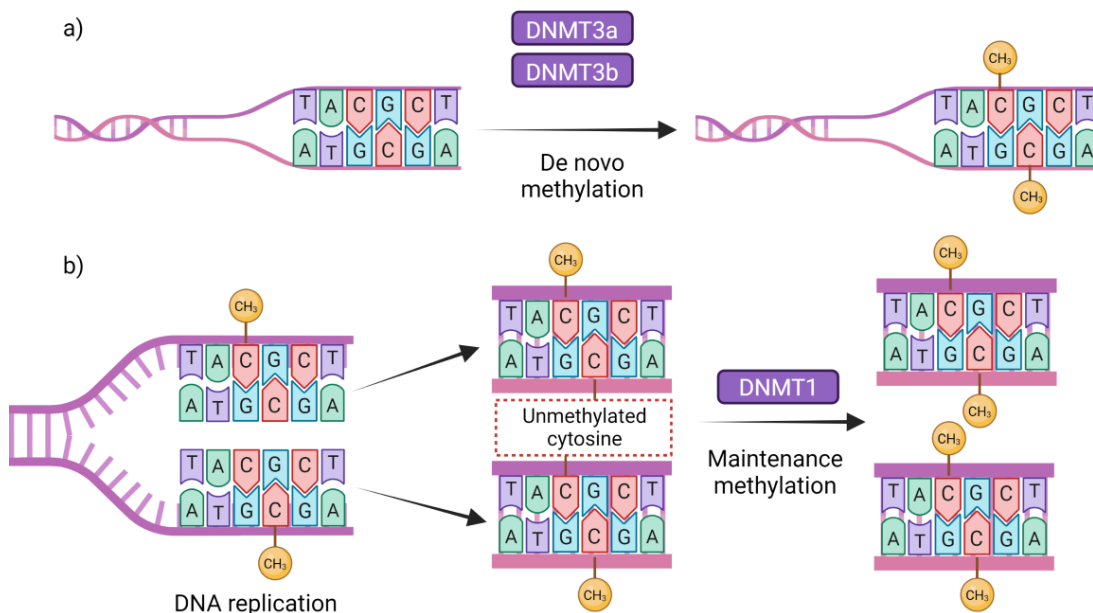 a)
DNMT3a
DNMT3b
T A C G C T
A T G C G A
De novo
methylation
CH₃
T A C G C T
A T G C G A
CH₃
b)
CH₃
T A C G C T
A T G C G A
T A C G C T
A T G C G A
CH₃
DNA replication
CH₃
T A C G C T
A T G C G A
Unmethylated
cytosine
T A C G C T
A T G C G A
CH₃
DNMT1
Maintenance
methylation
CH₃
T A C G C T
A T G C G A
CH₃
CH₃
T A C G C T
A T G C G A
CH₃